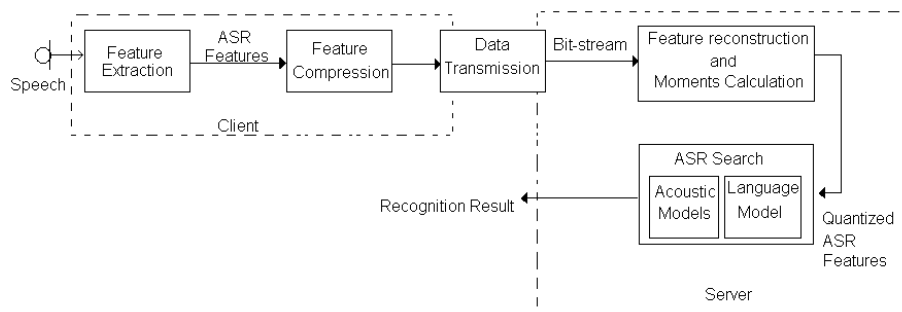 Speech
Feature
Extraction
ASR
Features
Feature
Compression
Client
Data
Transmission
Bit-stream
Feature reconstruction
and
Moments Calculation
ASR Search
Acoustic
Models
Language
Model
Quantized
ASR
Features
Recognition Result
Server